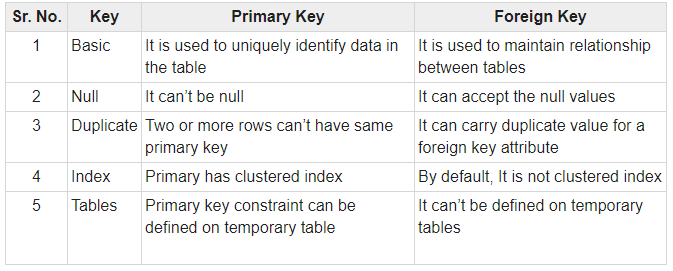 Sr. No. Key Primary Key Foreign Key
1 Basic It is used to uniquely identify data in the table It is used to maintain relationship between tables
2 Null It can’t be null It can accept the null values
3 Duplicate Two or more rows can’t have same primary key It can carry duplicate value for a foreign key attribute
4 Index Primary has clustered index By default, It is not clustered index
5 Tables Primary key constraint can be defined on temporary table It can’t be defined on temporary tables